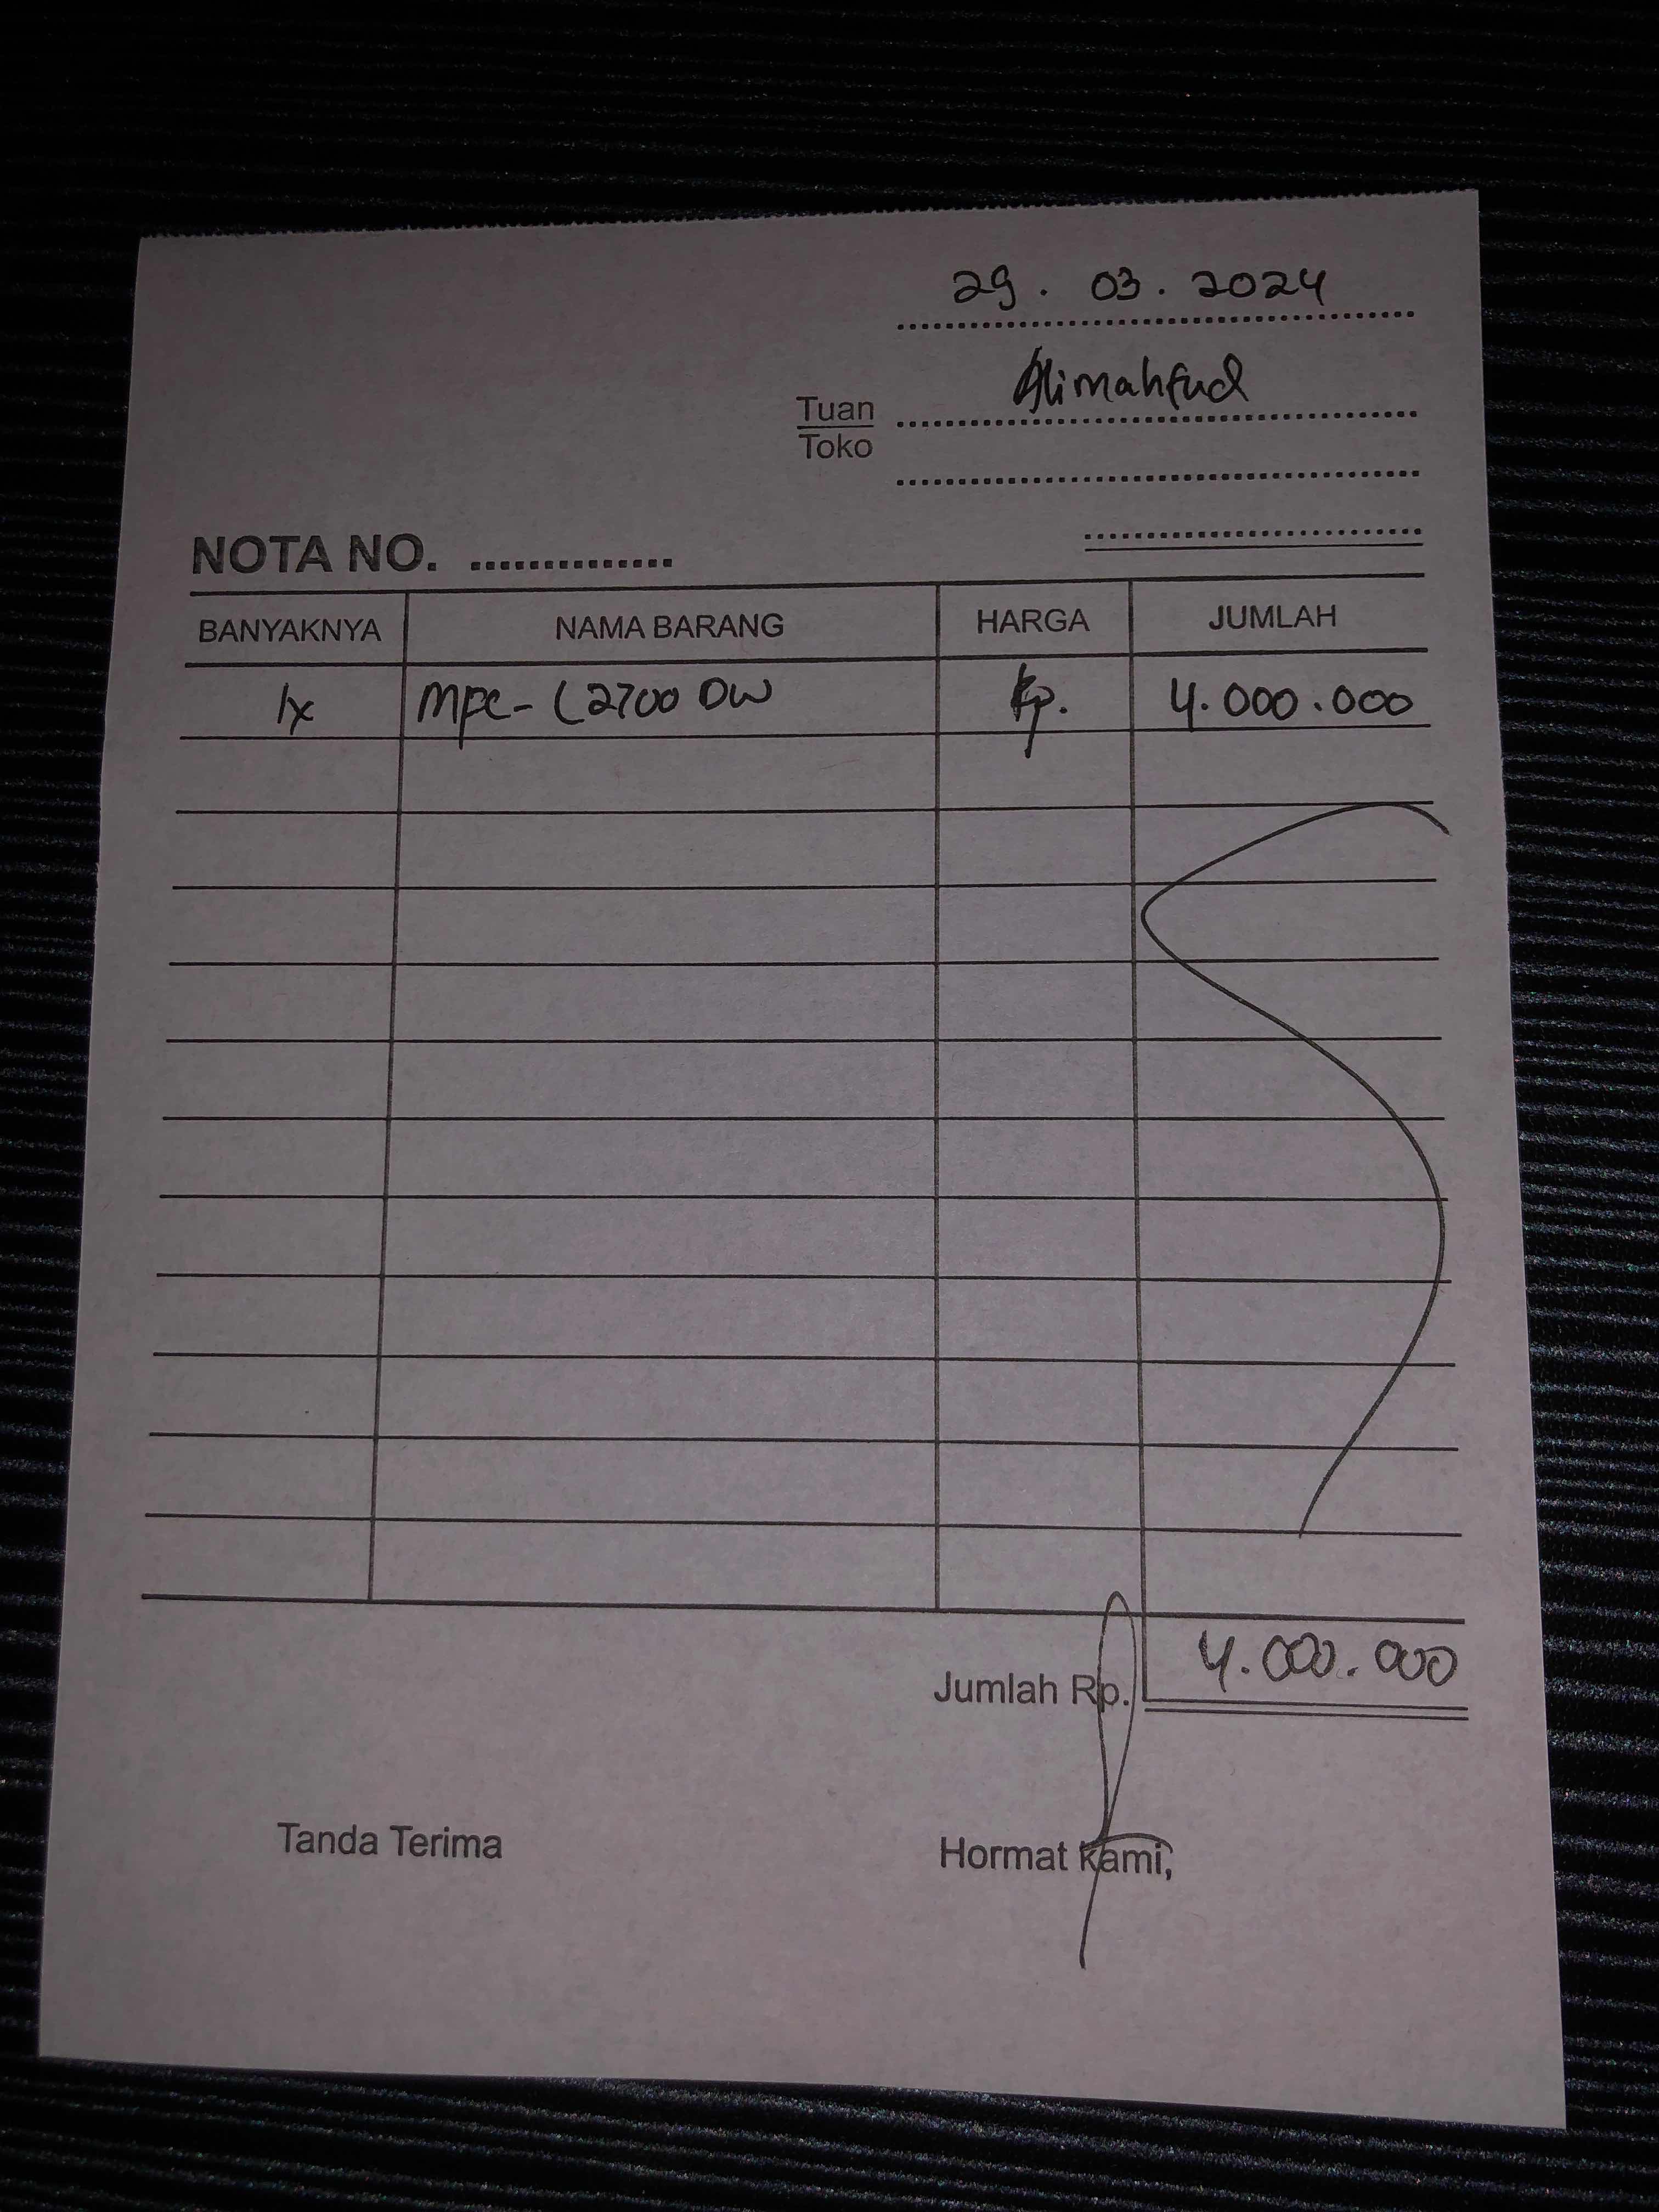 29. 03. 2024
Tuan Alimahfud
Toko
NOTA NO. ..............
BANYAKNYA NAMA BARANG HARGA JUMLAH
1x MPC-L2700 DW Rp. 4.000.000
Jumlah Rp. 4.000.000
Tanda Terima Hormat Kami,